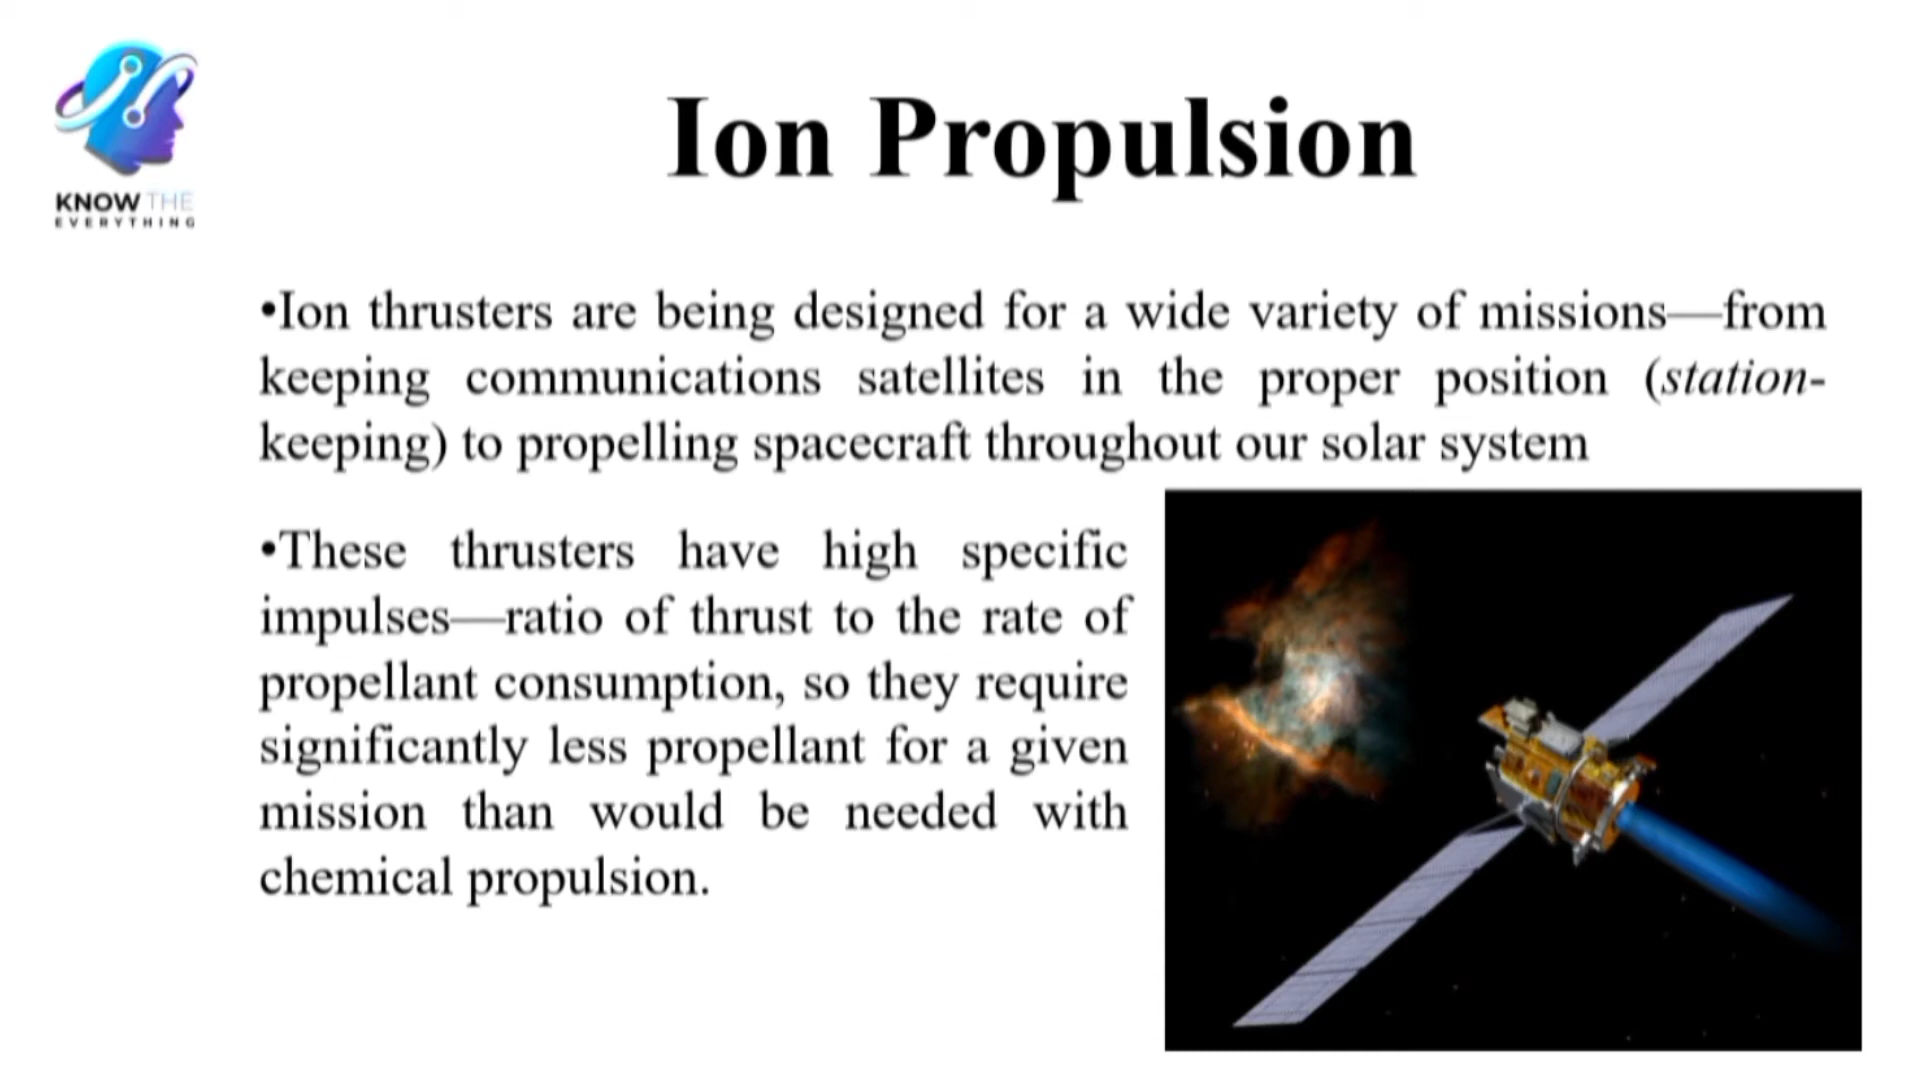 KNOW THE
EVERYTHING
Ion Propulsion
•Ion thrusters are being designed for a wide variety of missions—from
keeping communications satellites in the proper position (station-
keeping) to propelling spacecraft throughout our solar system
•These thrusters have high specific
impulses—ratio of thrust to the rate of
propellant consumption, so they require
significantly less propellant for a given
mission than would be needed with
chemical propulsion.